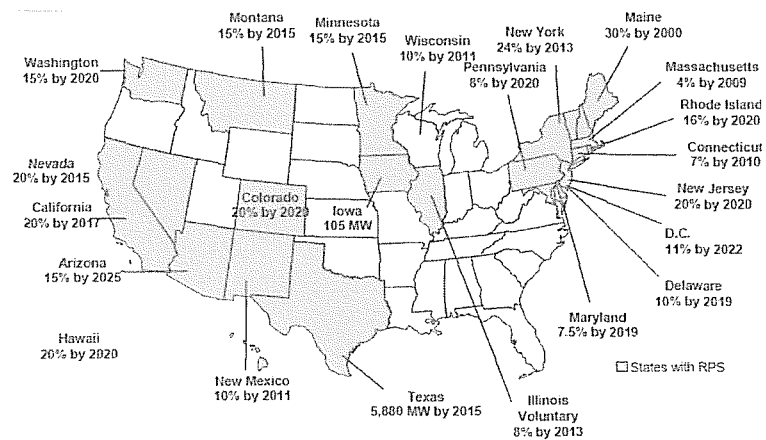 Montana
15% by 2015
Minnesota
15% by 2015
Wisconsin
10% by 2011
New York
24% by 2013
Maine
30% by 2000
Washington
15% by 2020
Pennsylvania
8% by 2020
Massachusetts
4% by 2009
Rhode Island
16% by 2020
Connecticut
7% by 2010
Nevada
20% by 2015
New Jersey
20% by 2020
California
20% by 2017
Colorado
20% by 2020
Iowa
105 MW
D.C.
11% by 2022
Arizona
15% by 2025
Delaware
10% by 2019
Maryland
7.5% by 2019
Hawaii
20% by 2020
States with RPS
New Mexico
10% by 2011
Texas
5,880 MW by 2015
Illinois
Voluntary
8% by 2013